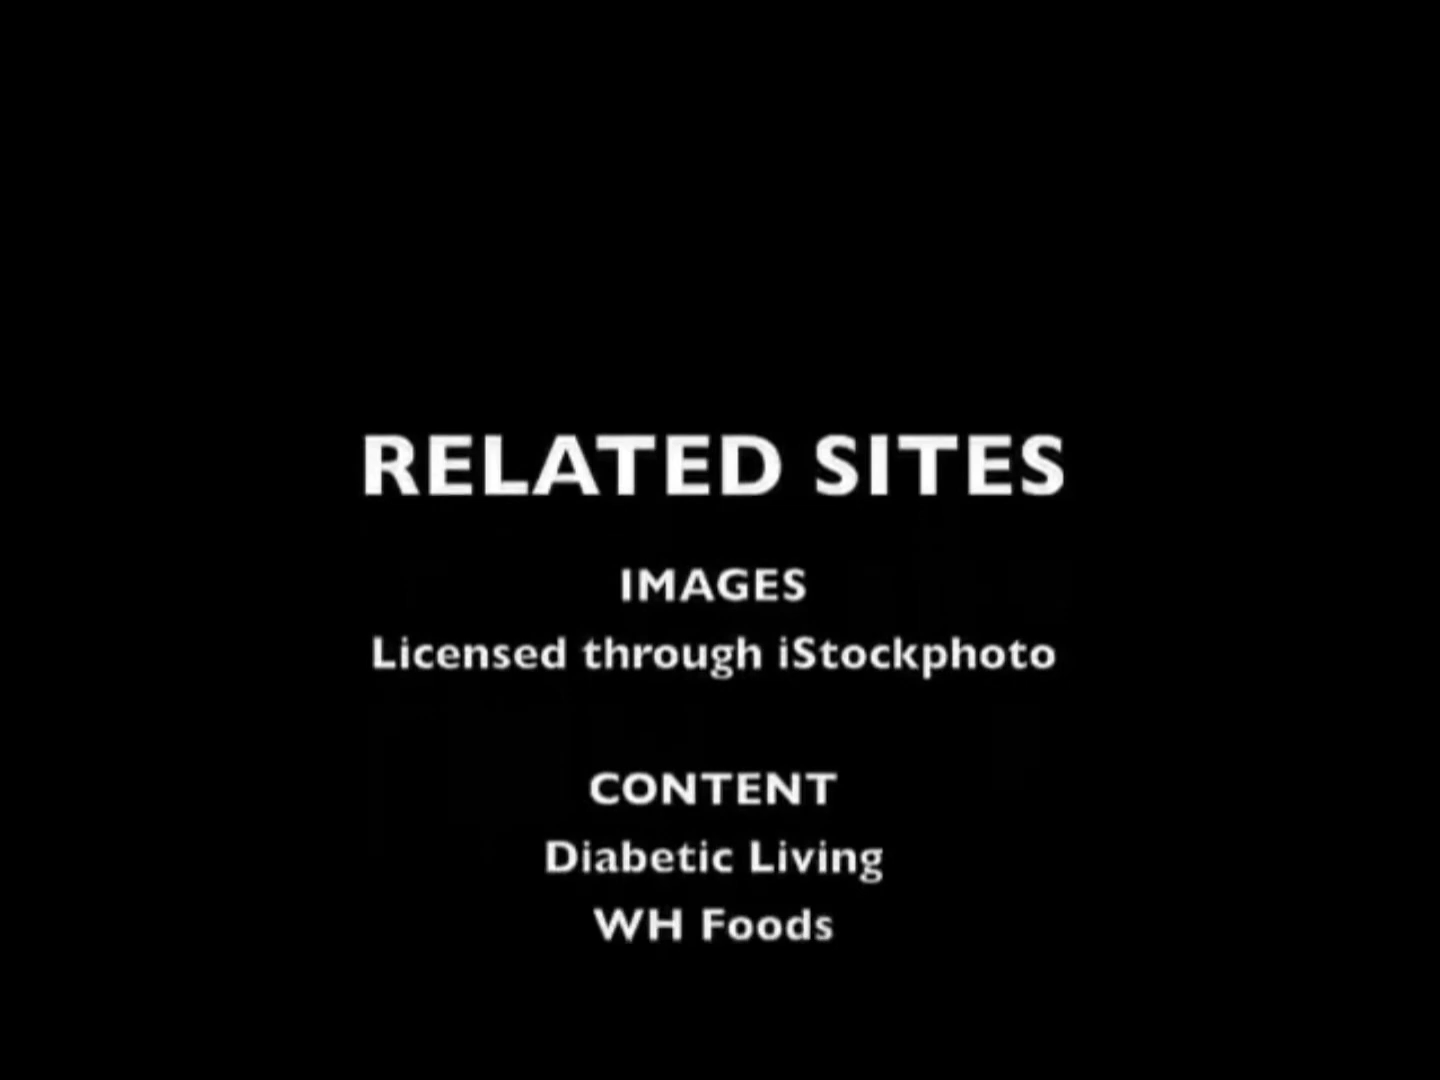 RELATED SITES
IMAGES
Licensed through iStockphoto
CONTENT
Diabetic Living
WH Foods